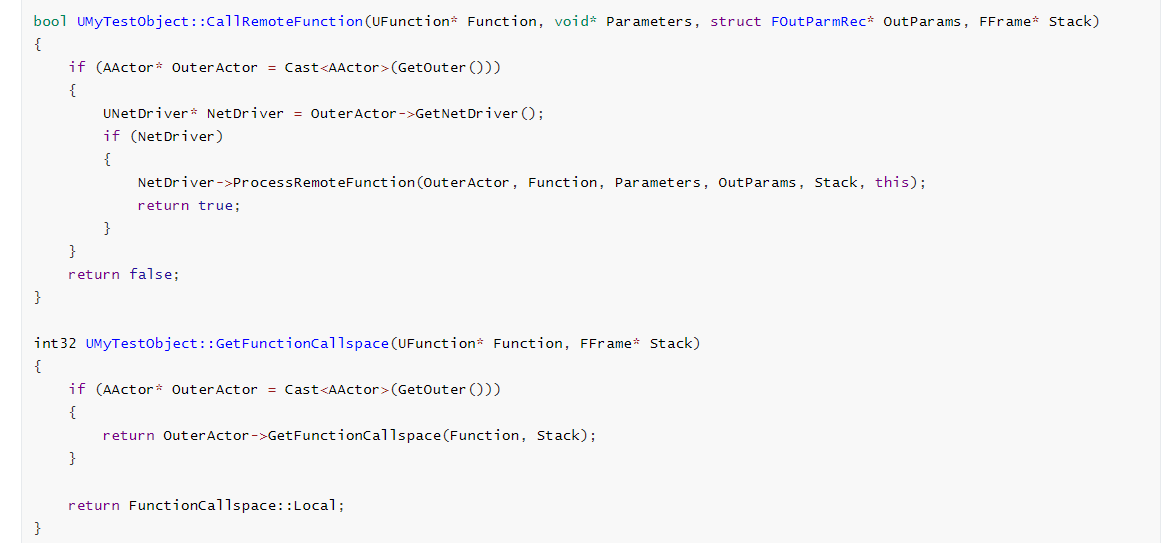 bool UMyTestObject::CallRemoteFunction(UFunction* Function, void* Parameters, struct FOutParmRec* OutParams, FFrame* Stack)
{
    if (AActor* OuterActor = Cast<AActor>(GetOuter()))
    {
        UNetDriver* NetDriver = OuterActor->GetNetDriver();
        if (NetDriver)
        {
            NetDriver->ProcessRemoteFunction(OuterActor, Function, Parameters, OutParams, Stack, this);
            return true;
        }
    }
    return false;
}

int32 UMyTestObject::GetFunctionCallspace(UFunction* Function, FFrame* Stack)
{
    if (AActor* OuterActor = Cast<AActor>(GetOuter()))
    {
        return OuterActor->GetFunctionCallspace(Function, Stack);
    }

    return FunctionCallspace::Local;
}